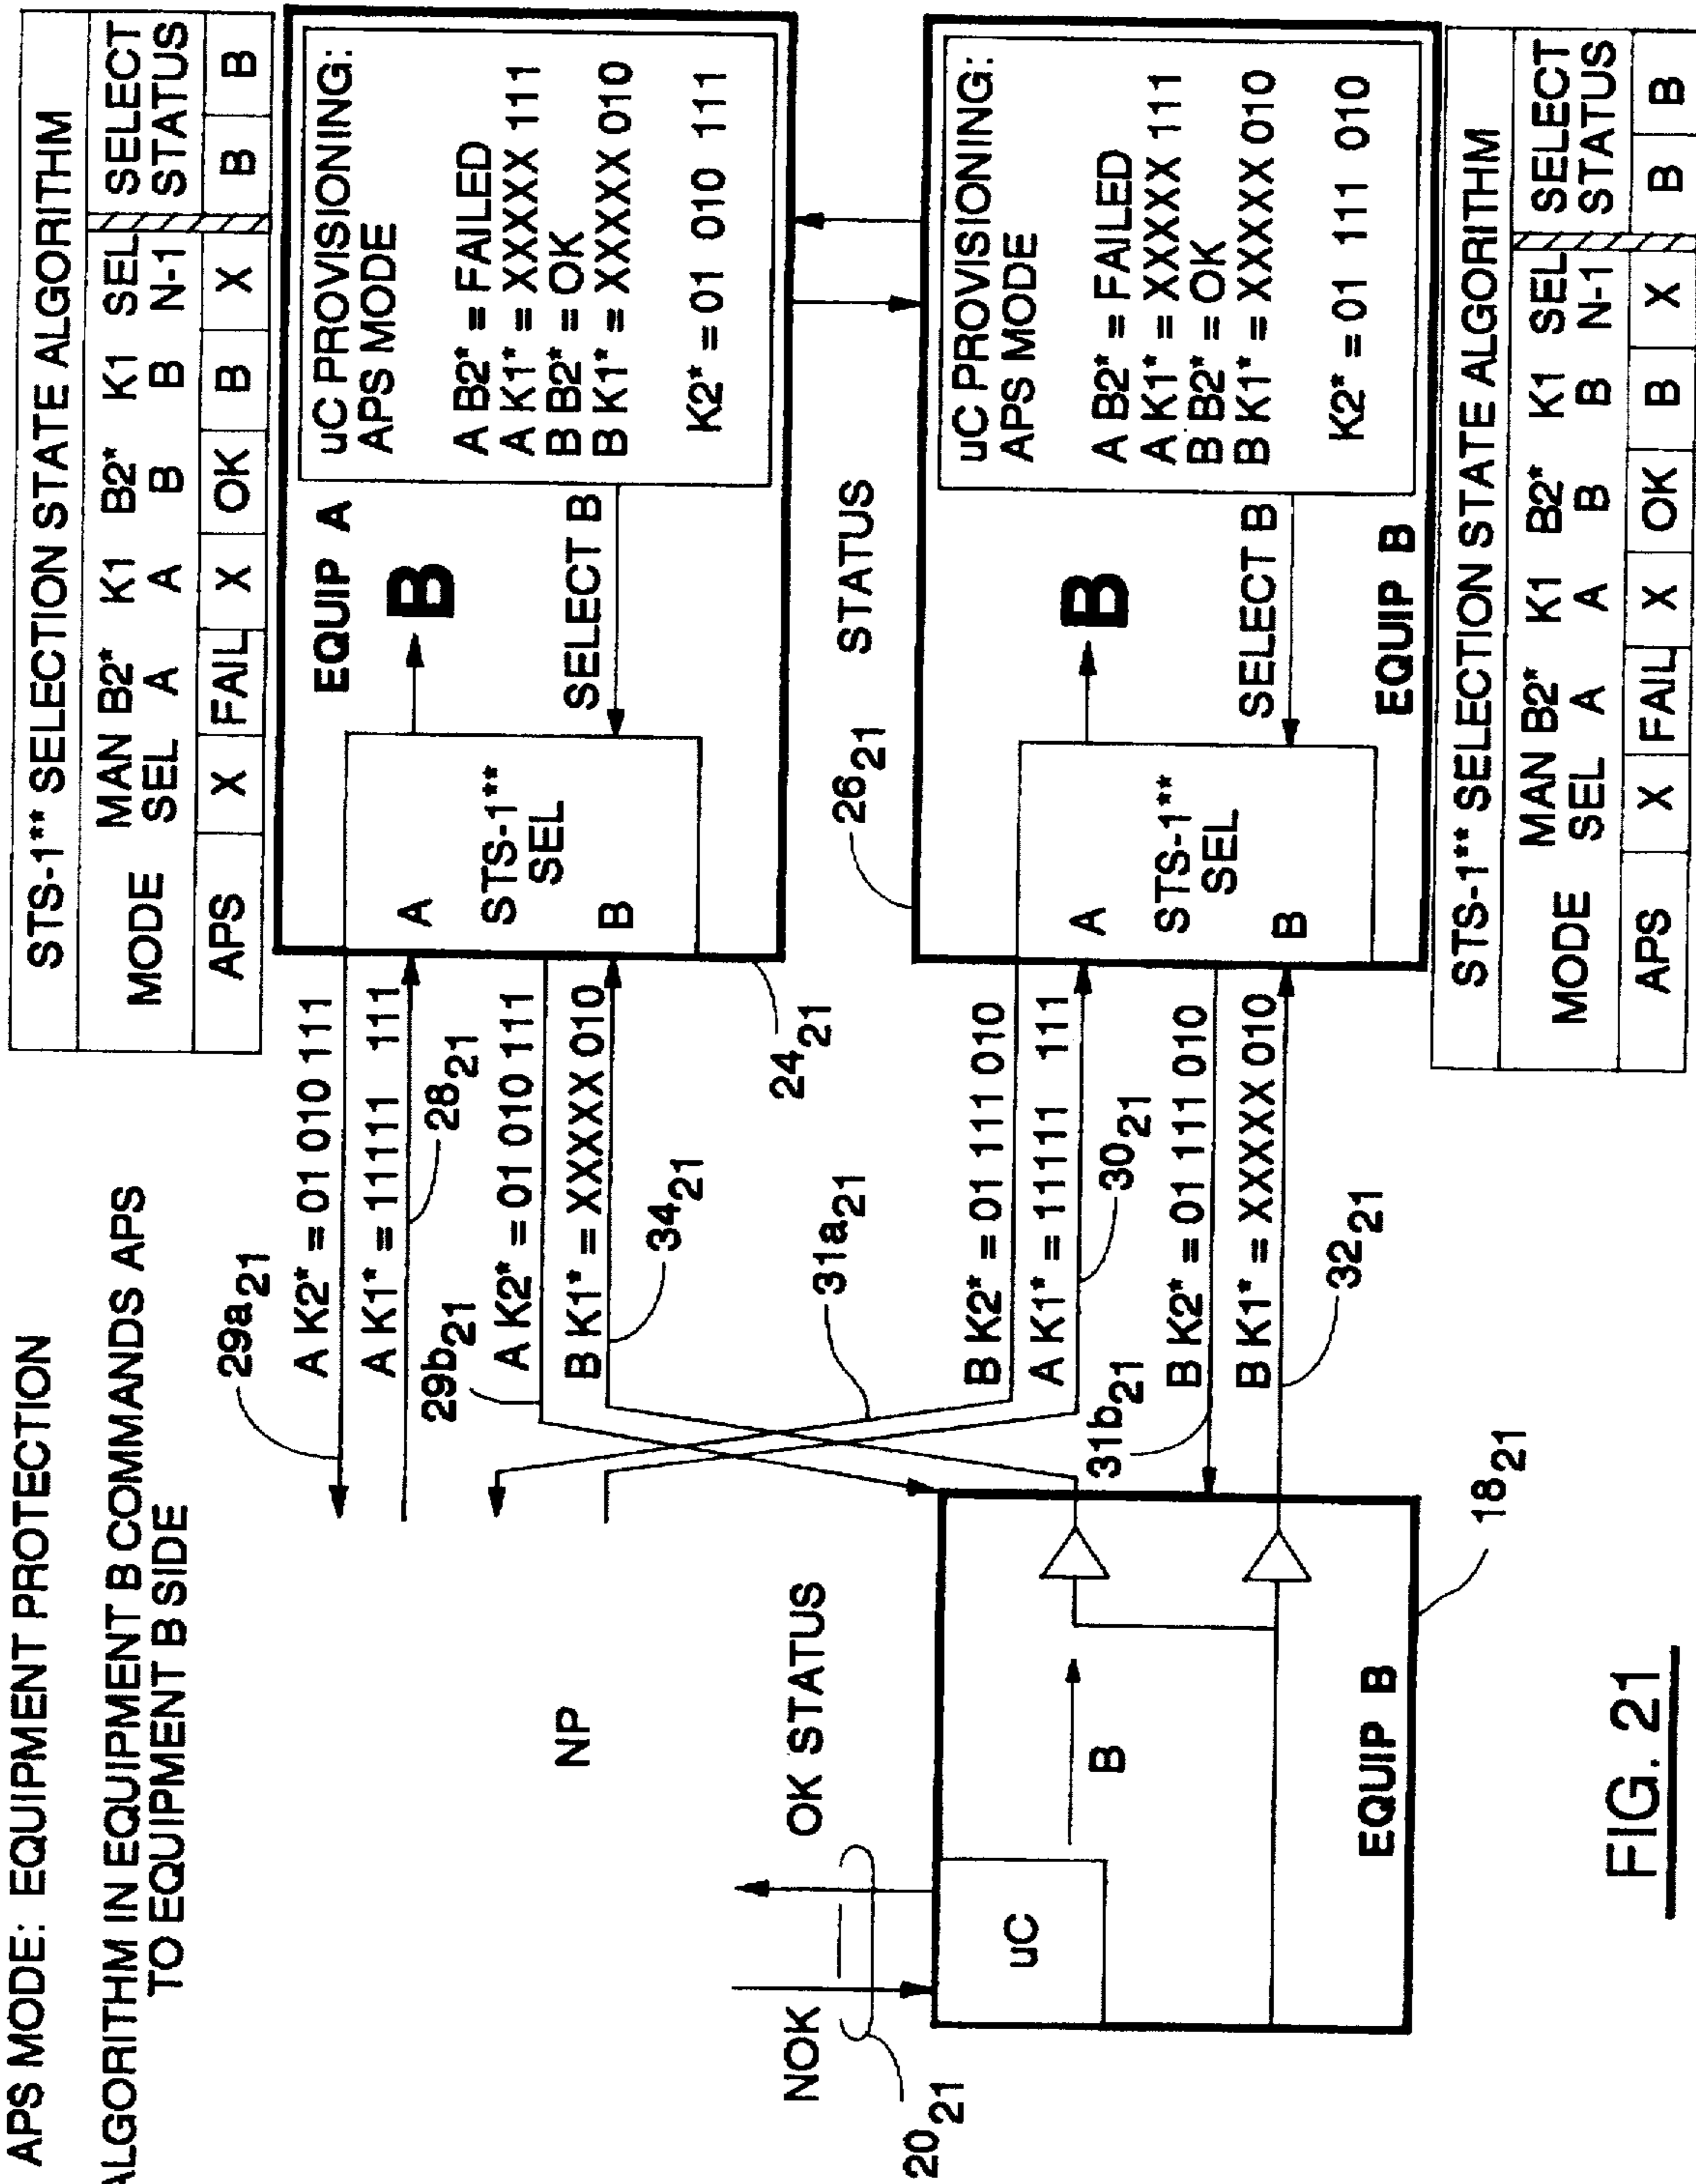 APS MODE: EQUIPMENT PROTECTION
ALGORITHM IN EQUIPMENT B COMMANDS APS
TO EQUIPMENT B SIDE
STS-1** SELECTION STATE ALGORITHM
MODE MAN B2* K1 B2* K1 SEL SELECT
SEL A A B B N-1 STATUS
APS X FAIL X OK B X B B
29a21
A K2* = 01 010 111
A K1* = 11111 111
2821
29b21
A K2* = 01 010 111
B K1* = XXXXX 010
3421
2421
EQUIP A
A
STS-1**
SEL
B
B
SELECT B
uC PROVISIONING:
APS MODE
A B2* = FAILED
A K1* = XXXXX 111
B B2* = OK
B K1* = XXXXX 010
K2* = 01 010 111
NP
NOK
OK STATUS
2021
uC
B
EQUIP B
1821
31a21
B K2* = 01 111 010
A K1* = 11111 111
3021
31b21
B K2* = 01 111 010
B K1* = XXXXX 010
3221
STATUS
2621
A
STS-1**
SEL
B
B
SELECT B
EQUIP B
uC PROVISIONING:
APS MODE
A B2* = FAILED
A K1* = XXXXX 111
B B2* = OK
B K1* = XXXXX 010
K2* = 01 111 010
STS-1** SELECTION STATE ALGORITHM
MODE MAN B2* K1 B2* K1 SEL SELECT
SEL A A B B N-1 STATUS
APS X FAIL X OK B X B B
FIG. 21